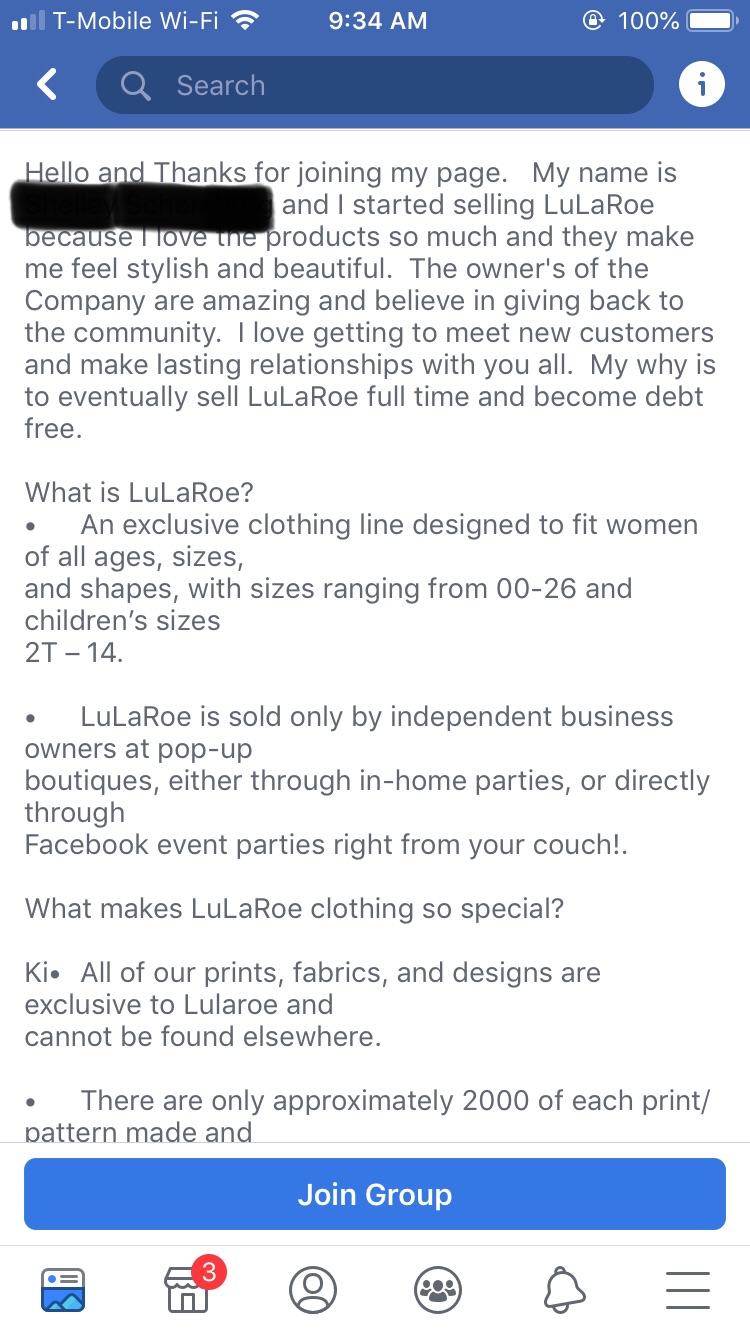 T-Mobile Wi-Fi 9:34 AM 100%
Search
Hello and Thanks for joining my page. My name is
and I started selling LuLaRoe
because I love the products so much and they make
me feel stylish and beautiful. The owner's of the
Company are amazing and believe in giving back to
the community. I love getting to meet new customers
and make lasting relationships with you all. My why is
to eventually sell LuLaRoe full time and become debt
free.
What is LuLaRoe?
• An exclusive clothing line designed to fit women
of all ages, sizes,
and shapes, with sizes ranging from 00-26 and
children's sizes
2T – 14.
• LuLaRoe is sold only by independent business
owners at pop-up
boutiques, either through in-home parties, or directly
through
Facebook event parties right from your couch!.
What makes LuLaRoe clothing so special?
Ki• All of our prints, fabrics, and designs are
exclusive to Lularoe and
cannot be found elsewhere.
• There are only approximately 2000 of each print/
pattern made and
Join Group
3